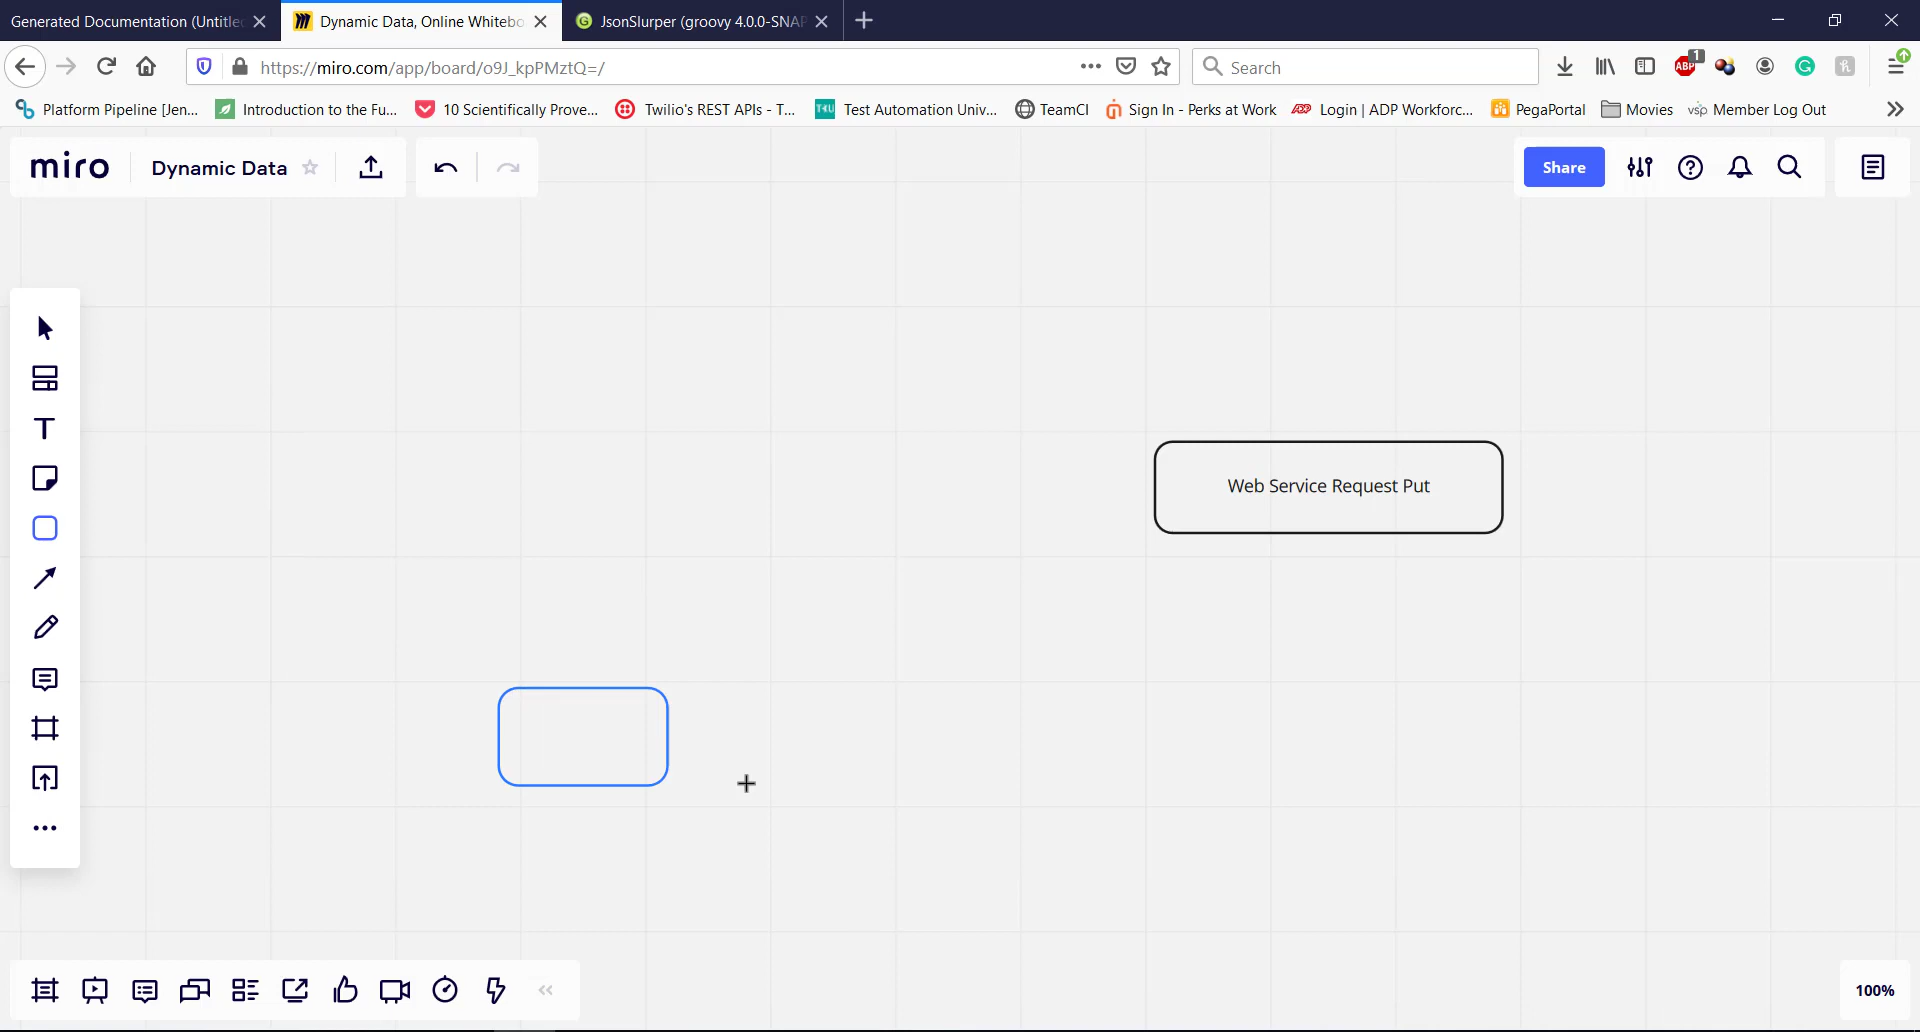 Generated Documentation (Untitle
Dynamic Data, Online Whitebo
JsonSlurper (groovy 4.0.0-SNAP
https://miro.com/app/board/o9J_kpPMztQ=/
Search
ABP
1
Platform Pipeline [Jen...
Introduction to the Fu...
10 Scientifically Prove...
Twilio's REST APIs - T...
Test Automation Univ...
TeamCI
Sign In - Perks at Work
Login | ADP Workforc...
PegaPortal
Movies
Member Log Out
miro
Dynamic Data
Share
Web Service Request Put
100%